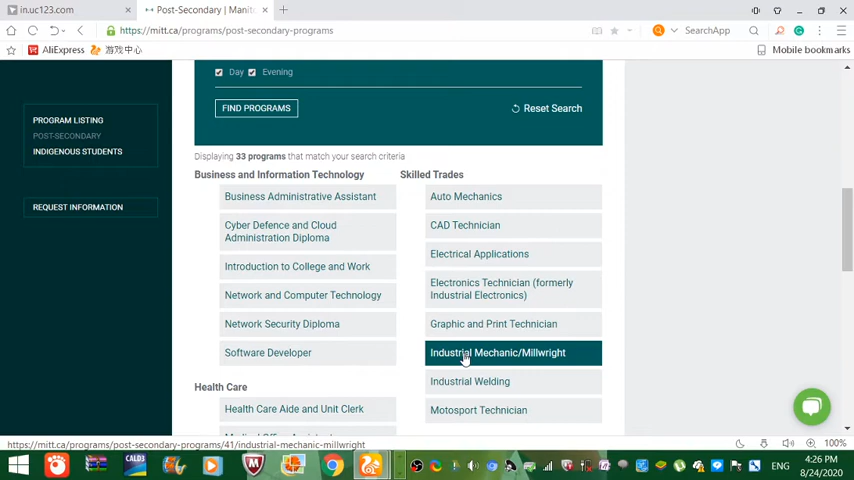 in.uc123.com
Post-Secondary | Manit
https://mitt.ca/programs/post-secondary-programs
SearchApp
AliExpress
游戏中心
Mobile bookmarks
Day Evening
FIND PROGRAMS
Reset Search
PROGRAM LISTING
POST-SECONDARY
INDIGENOUS STUDENTS
REQUEST INFORMATION
Displaying 33 programs that match your search criteria
Business and Information Technology
Business Administrative Assistant
Cyber Defence and Cloud
Administration Diploma
Introduction to College and Work
Network and Computer Technology
Network Security Diploma
Software Developer
Health Care
Health Care Aide and Unit Clerk
Skilled Trades
Auto Mechanics
CAD Technician
Electrical Applications
Electronics Technician (formerly
Industrial Electronics)
Graphic and Print Technician
Industrial Mechanic/Millwright
Industrial Welding
Motosport Technician
https://mitt.ca/programs/post-secondary-programs/41/industrial-mechanic-millwright
100%
CALD3
ENG
4:26 PM
8/24/2020